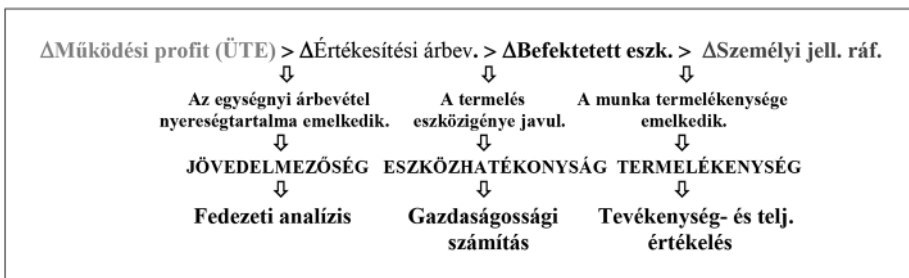 ΔMűködési profit (ÜTE) > ΔÉrtékesítési árbev. > ΔBefektetett eszk. > ΔSzemélyi jell. ráf.
⇩ ⇩ ⇩
Az egységnyi árbevétel A termelés A munka termelékenysége
nyereségtartalma emelkedik. eszközigénye javul. emelkedik.
⇩ ⇩ ⇩
JÖVEDELMEZŐSÉG ESZKÖZHATÉKONYSÁG TERMELÉKENYSÉG
⇩ ⇩ ⇩
Fedezeti analízis Gazdaságossági Tevékenység- és telj.
számítás értékelés